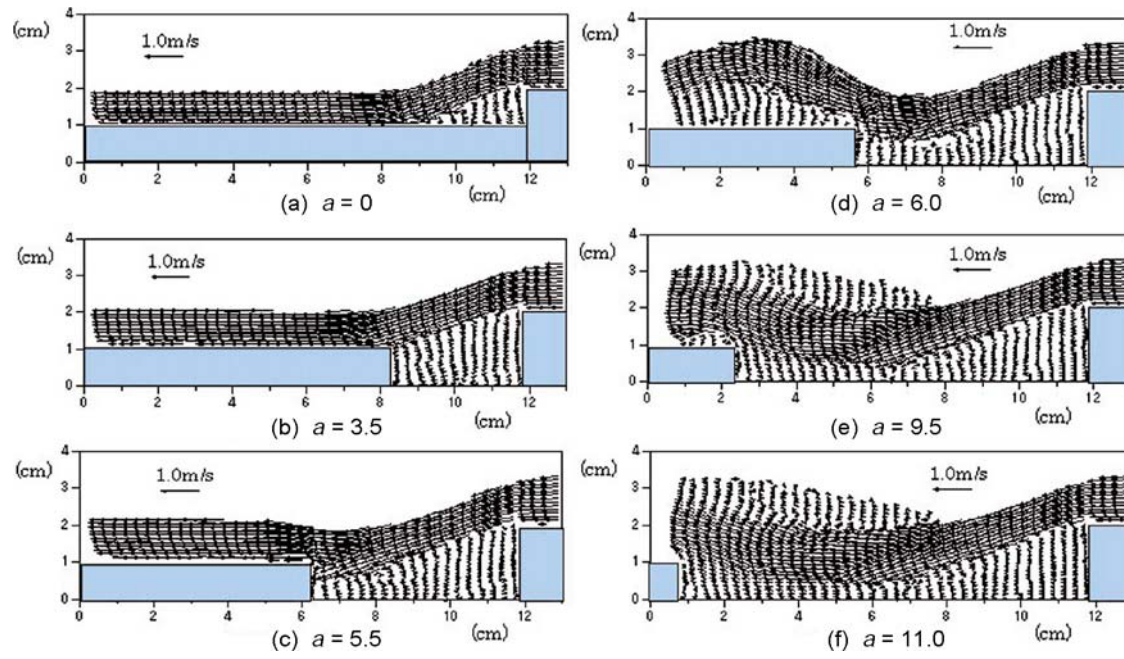 4
(cm)
3
2
1
0
1.0m/s
0 2 4 6 8 10 12
(cm)
(a) a = 0
4
(cm)
3
2
1
0
1.0m/s
0 2 4 6 8 10 12
(cm)
(b) a = 3.5
4
(cm)
3
2
1
0
1.0m/s
0 2 4 6 8 10 12
(cm)
(c) a = 5.5
4
(cm)
3
2
1
0
1.0m/s
0 2 4 6 8 10 12
(cm)
(d) a = 6.0
4
(cm)
3
2
1
0
1.0m/s
0 2 4 6 8 10 12
(cm)
(e) a = 9.5
4
(cm)
3
2
1
0
1.0m/s
0 2 4 6 8 10 12
(cm)
(f) a = 11.0